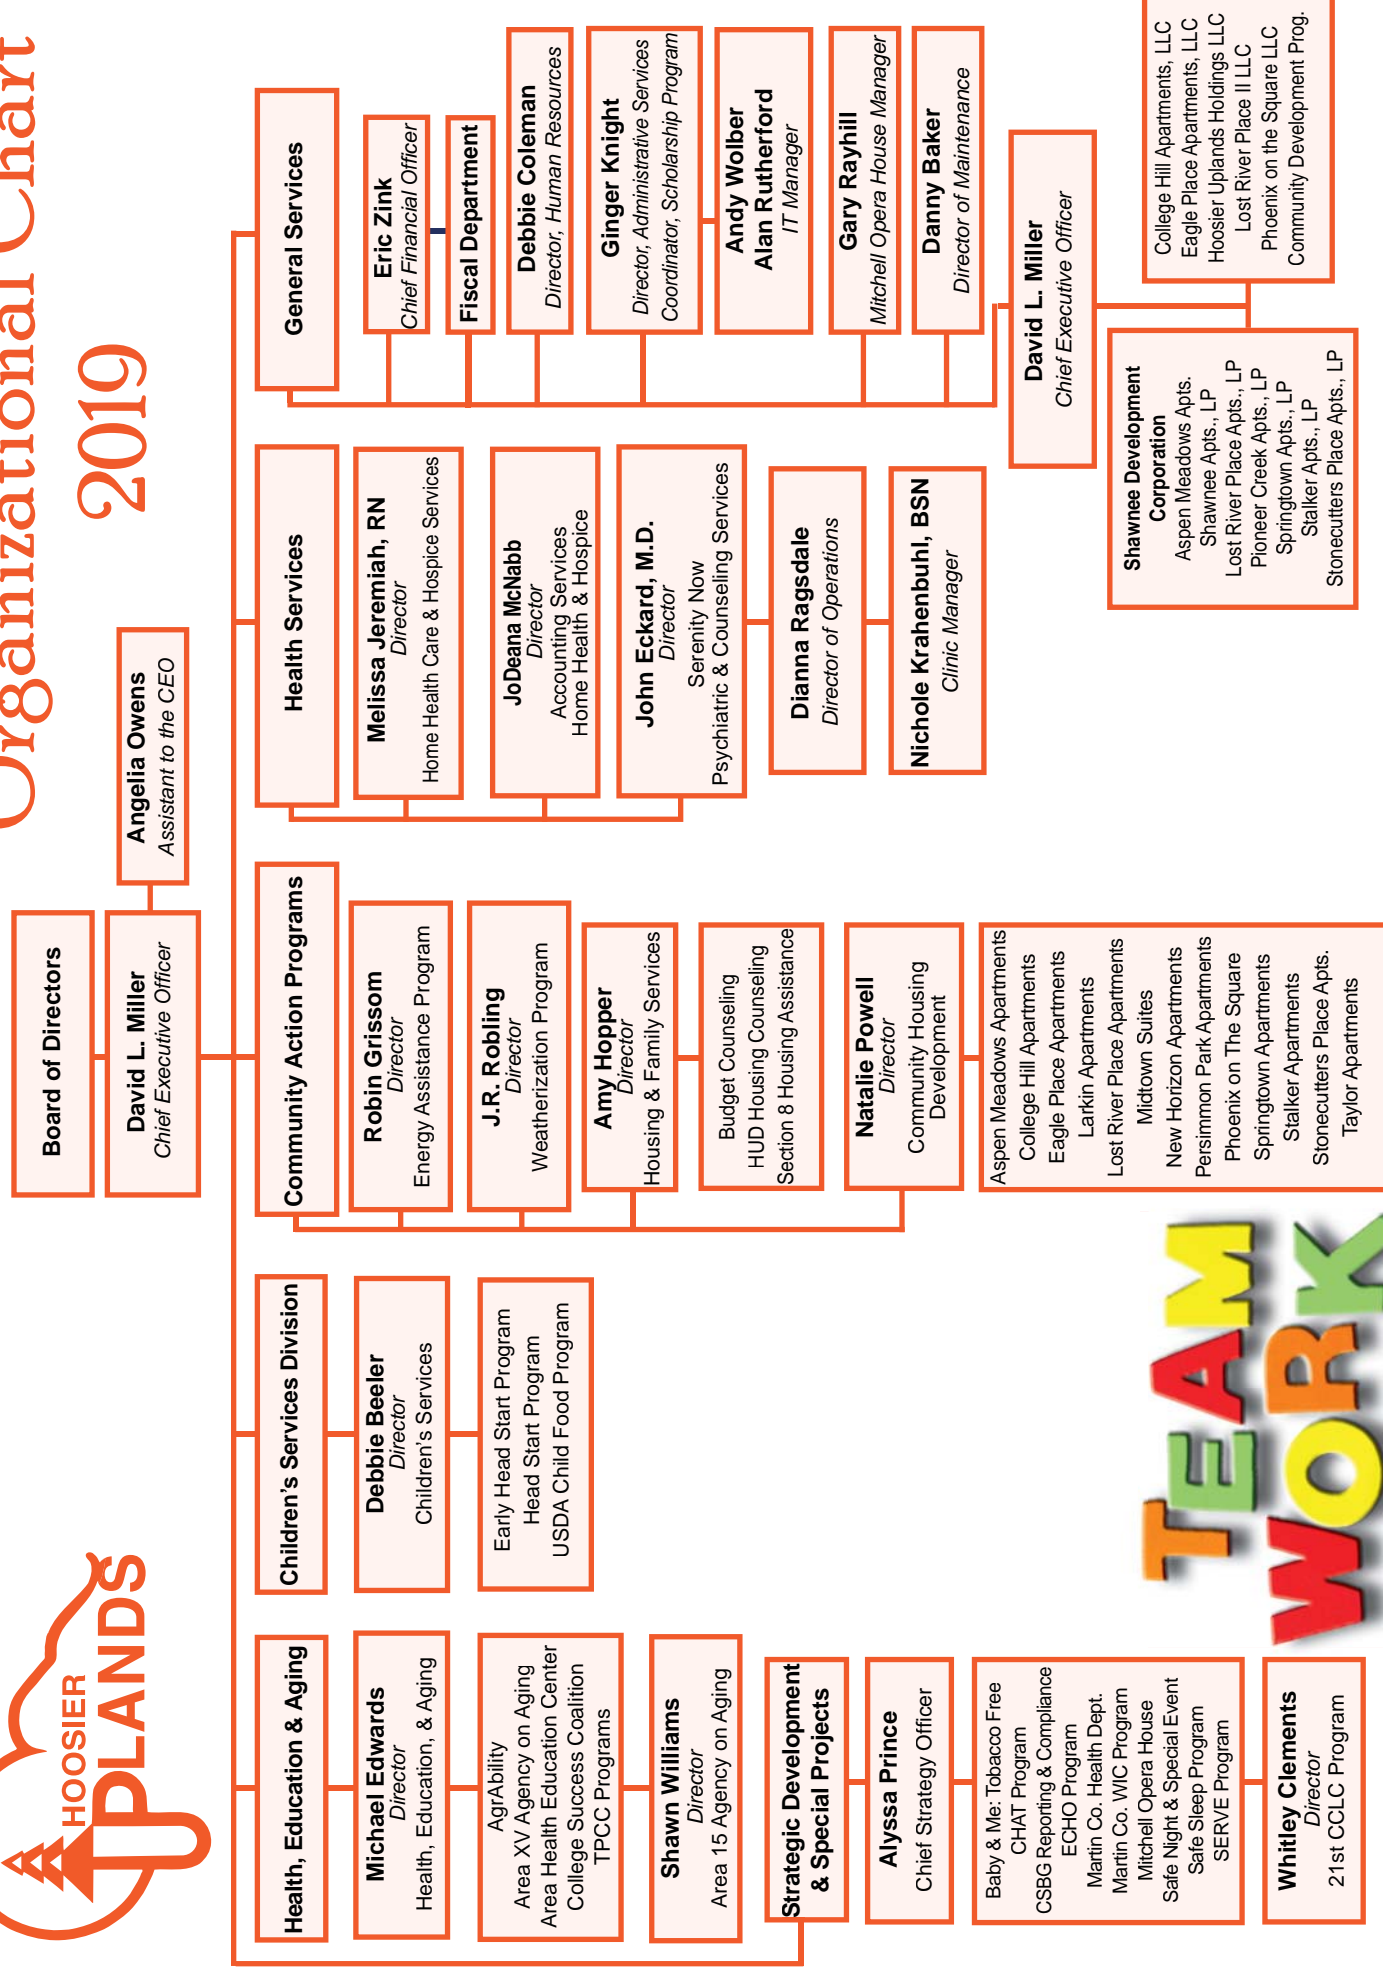 Organizational Chart
2019
HOOSIER
UPLANDS
Board of Directors
David L. Miller
Chief Executive Officer
Angelia Owens
Assistant to the CEO
Health, Education & Aging
Michael Edwards
Director
Health, Education, & Aging
AgrAbility
Area XV Agency on Aging
Area Health Education Center
College Success Coalition
TPCC Programs
Shawn Williams
Director
Area 15 Agency on Aging
Strategic Development
& Special Projects
Alyssa Prince
Chief Strategy Officer
Baby & Me: Tobacco Free
CHAT Program
CSBG Reporting & Compliance
ECHO Program
Martin Co. Health Dept.
Martin Co. WIC Program
Mitchell Opera House
Safe Night & Special Event
Safe Sleep Program
SERVE Program
Whitley Clements
Director
21st CCLC Program
Children's Services Division
Debbie Beeler
Director
Children's Services
Early Head Start Program
Head Start Program
USDA Child Food Program
Community Action Programs
Robin Grissom
Director
Energy Assistance Program
J.R. Robling
Director
Weatherization Program
Amy Hopper
Director
Housing & Family Services
Budget Counseling
HUD Housing Counseling
Section 8 Housing Assistance
Natalie Powell
Director
Community Housing
Development
Aspen Meadows Apartments
College Hill Apartments
Eagle Place Apartments
Larkin Apartments
Lost River Place Apartments
Midtown Suites
New Horizon Apartments
Persimmon Park Apartments
Phoenix on The Square
Springtown Apartments
Stalker Apartments
Stonecutters Place Apts.
Taylor Apartments
Health Services
Melissa Jeremiah, RN
Director
Home Health Care & Hospice Services
JoDeana McNabb
Director
Accounting Services
Home Health & Hospice
John Eckard, M.D.
Director
Serenity Now
Psychiatric & Counseling Services
Dianna Ragsdale
Director of Operations
Nichole Krahenbuhl, BSN
Clinic Manager
General Services
Eric Zink
Chief Financial Officer
Fiscal Department
Debbie Coleman
Director, Human Resources
Ginger Knight
Director, Administrative Services
Coordinator, Scholarship Program
Andy Wolber
Alan Rutherford
IT Manager
Gary Rayhill
Mitchell Opera House Manager
Danny Baker
Director of Maintenance
David L. Miller
Chief Executive Officer
Shawnee Development
Corporation
Aspen Meadows Apts.
Shawnee Apts., LP
Lost River Place Apts., LP
Pioneer Creek Apts., LP
Springtown Apts., LP
Stalker Apts., LP
Stonecutters Place Apts., LP
College Hill Apartments, LLC
Eagle Place Apartments, LLC
Hoosier Uplands Holdings LLC
Lost River Place II LLC
Phoenix on the Square LLC
Community Development Prog.
TEAM
WORK